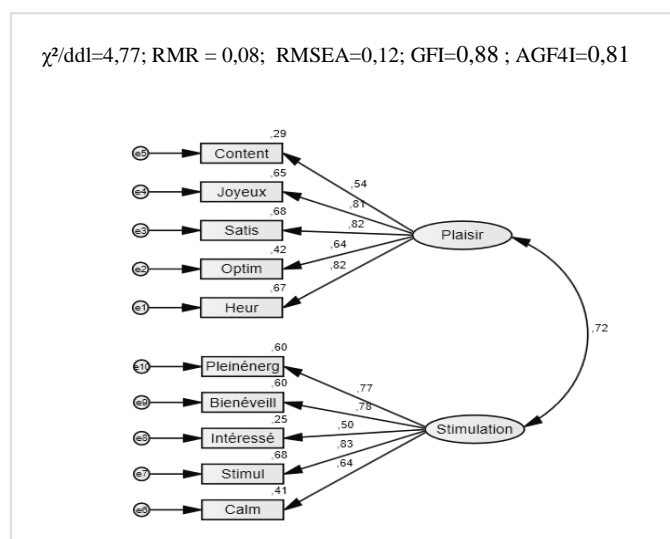 χ²/ddl=4,77; RMR = 0,08; RMSEA=0,12; GFI=0,88 ; AGF4I=0,81
,29
e5 Content
,54
,65
e4 Joyeux
,81
,68
e3 Satis
,82
Plaisir
,42
e2 Optim
,64
,67
e1 Heur
,82
,72
,60
e10 Pleinénerg
,77
,60
e9 Bienéveill
,78
,25
e8 Intéressé
,50
Stimulation
,68
e7 Stimul
,83
,41
e6 Calm
,64